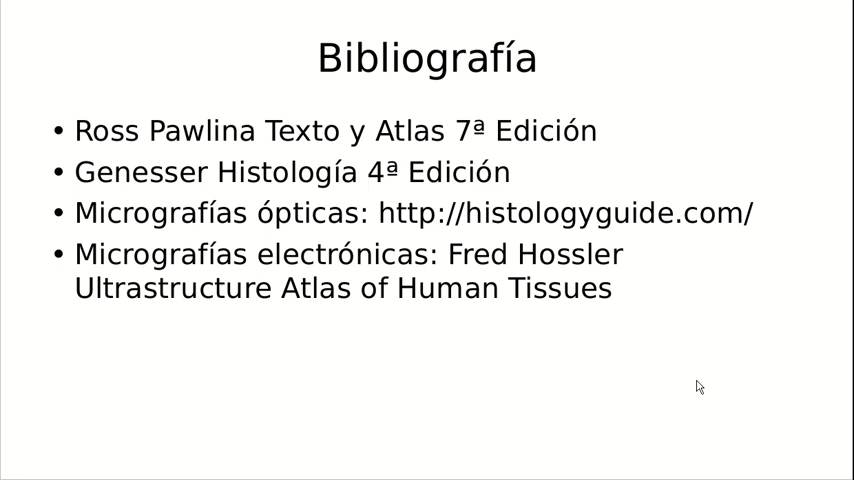 Bibliografía
• Ross Pawlina Texto y Atlas 7ª Edición
• Genesser Histología 4ª Edición
• Micrografías ópticas: http://histologyguide.com/
• Micrografías electrónicas: Fred Hossler
Ultrastructure Atlas of Human Tissues